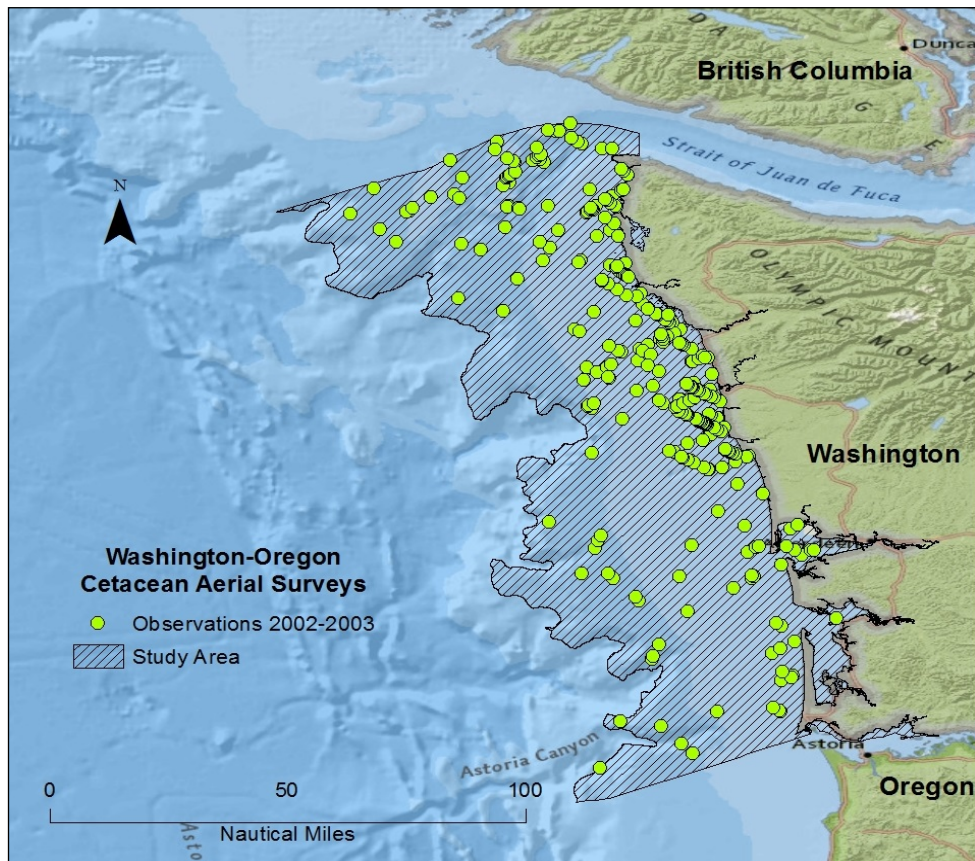 Duncan
British Columbia
D A G E
Strait of Juan de Fuca
N
OLYMPIC MOUNT
Washington
Washington-Oregon
Cetacean Aerial Surveys
Observations 2002-2003
Study Area
Astoria Canyon
Astoria
Oregon
0 50 100
Nautical Miles